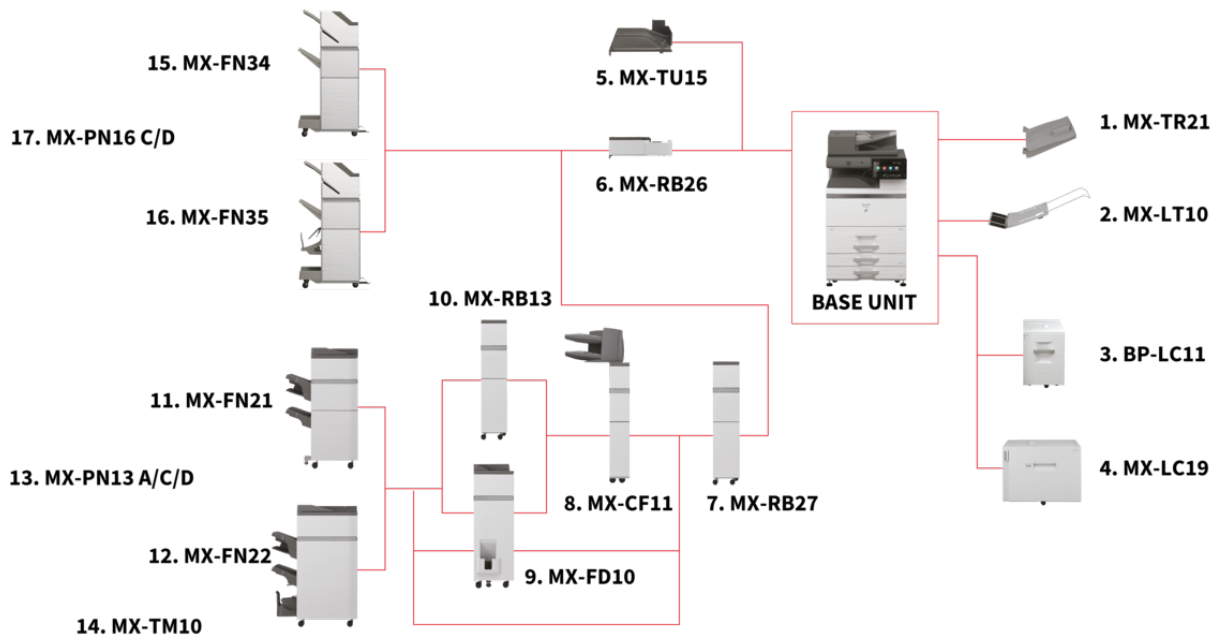 15. MX-FN34
17. MX-PN16 C/D
16. MX-FN35
5. MX-TU15
6. MX-RB26
BASE UNIT
1. MX-TR21
2. MX-LT10
3. BP-LC11
4. MX-LC19
10. MX-RB13
11. MX-FN21
13. MX-PN13 A/C/D
12. MX-FN22
14. MX-TM10
8. MX-CF11
7. MX-RB27
9. MX-FD10